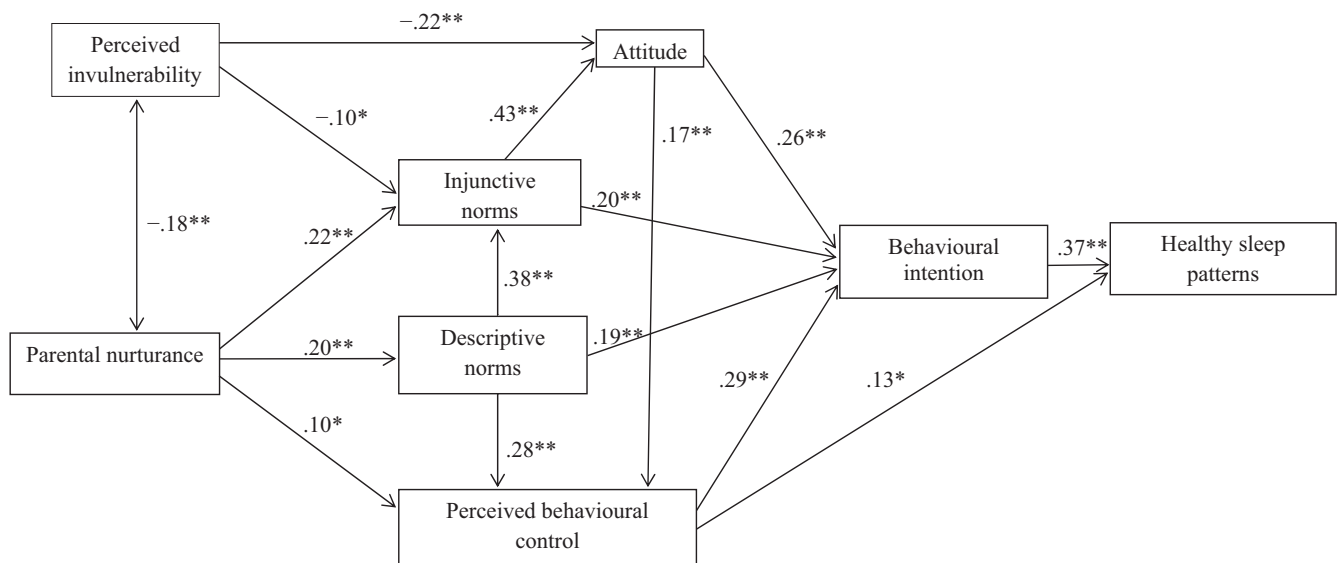 −.22**
Perceived
invulnerability
Attitude
−.10*
.43**
.17**
.26**
Injunctive
norms
.20**
−.18**
.22**
Behavioural
intention
.37**
Healthy sleep
patterns
.38**
Parental nurturance
.20**
Descriptive
norms
.19**
.29**
.13*
.10*
.28**
Perceived behavioural
control